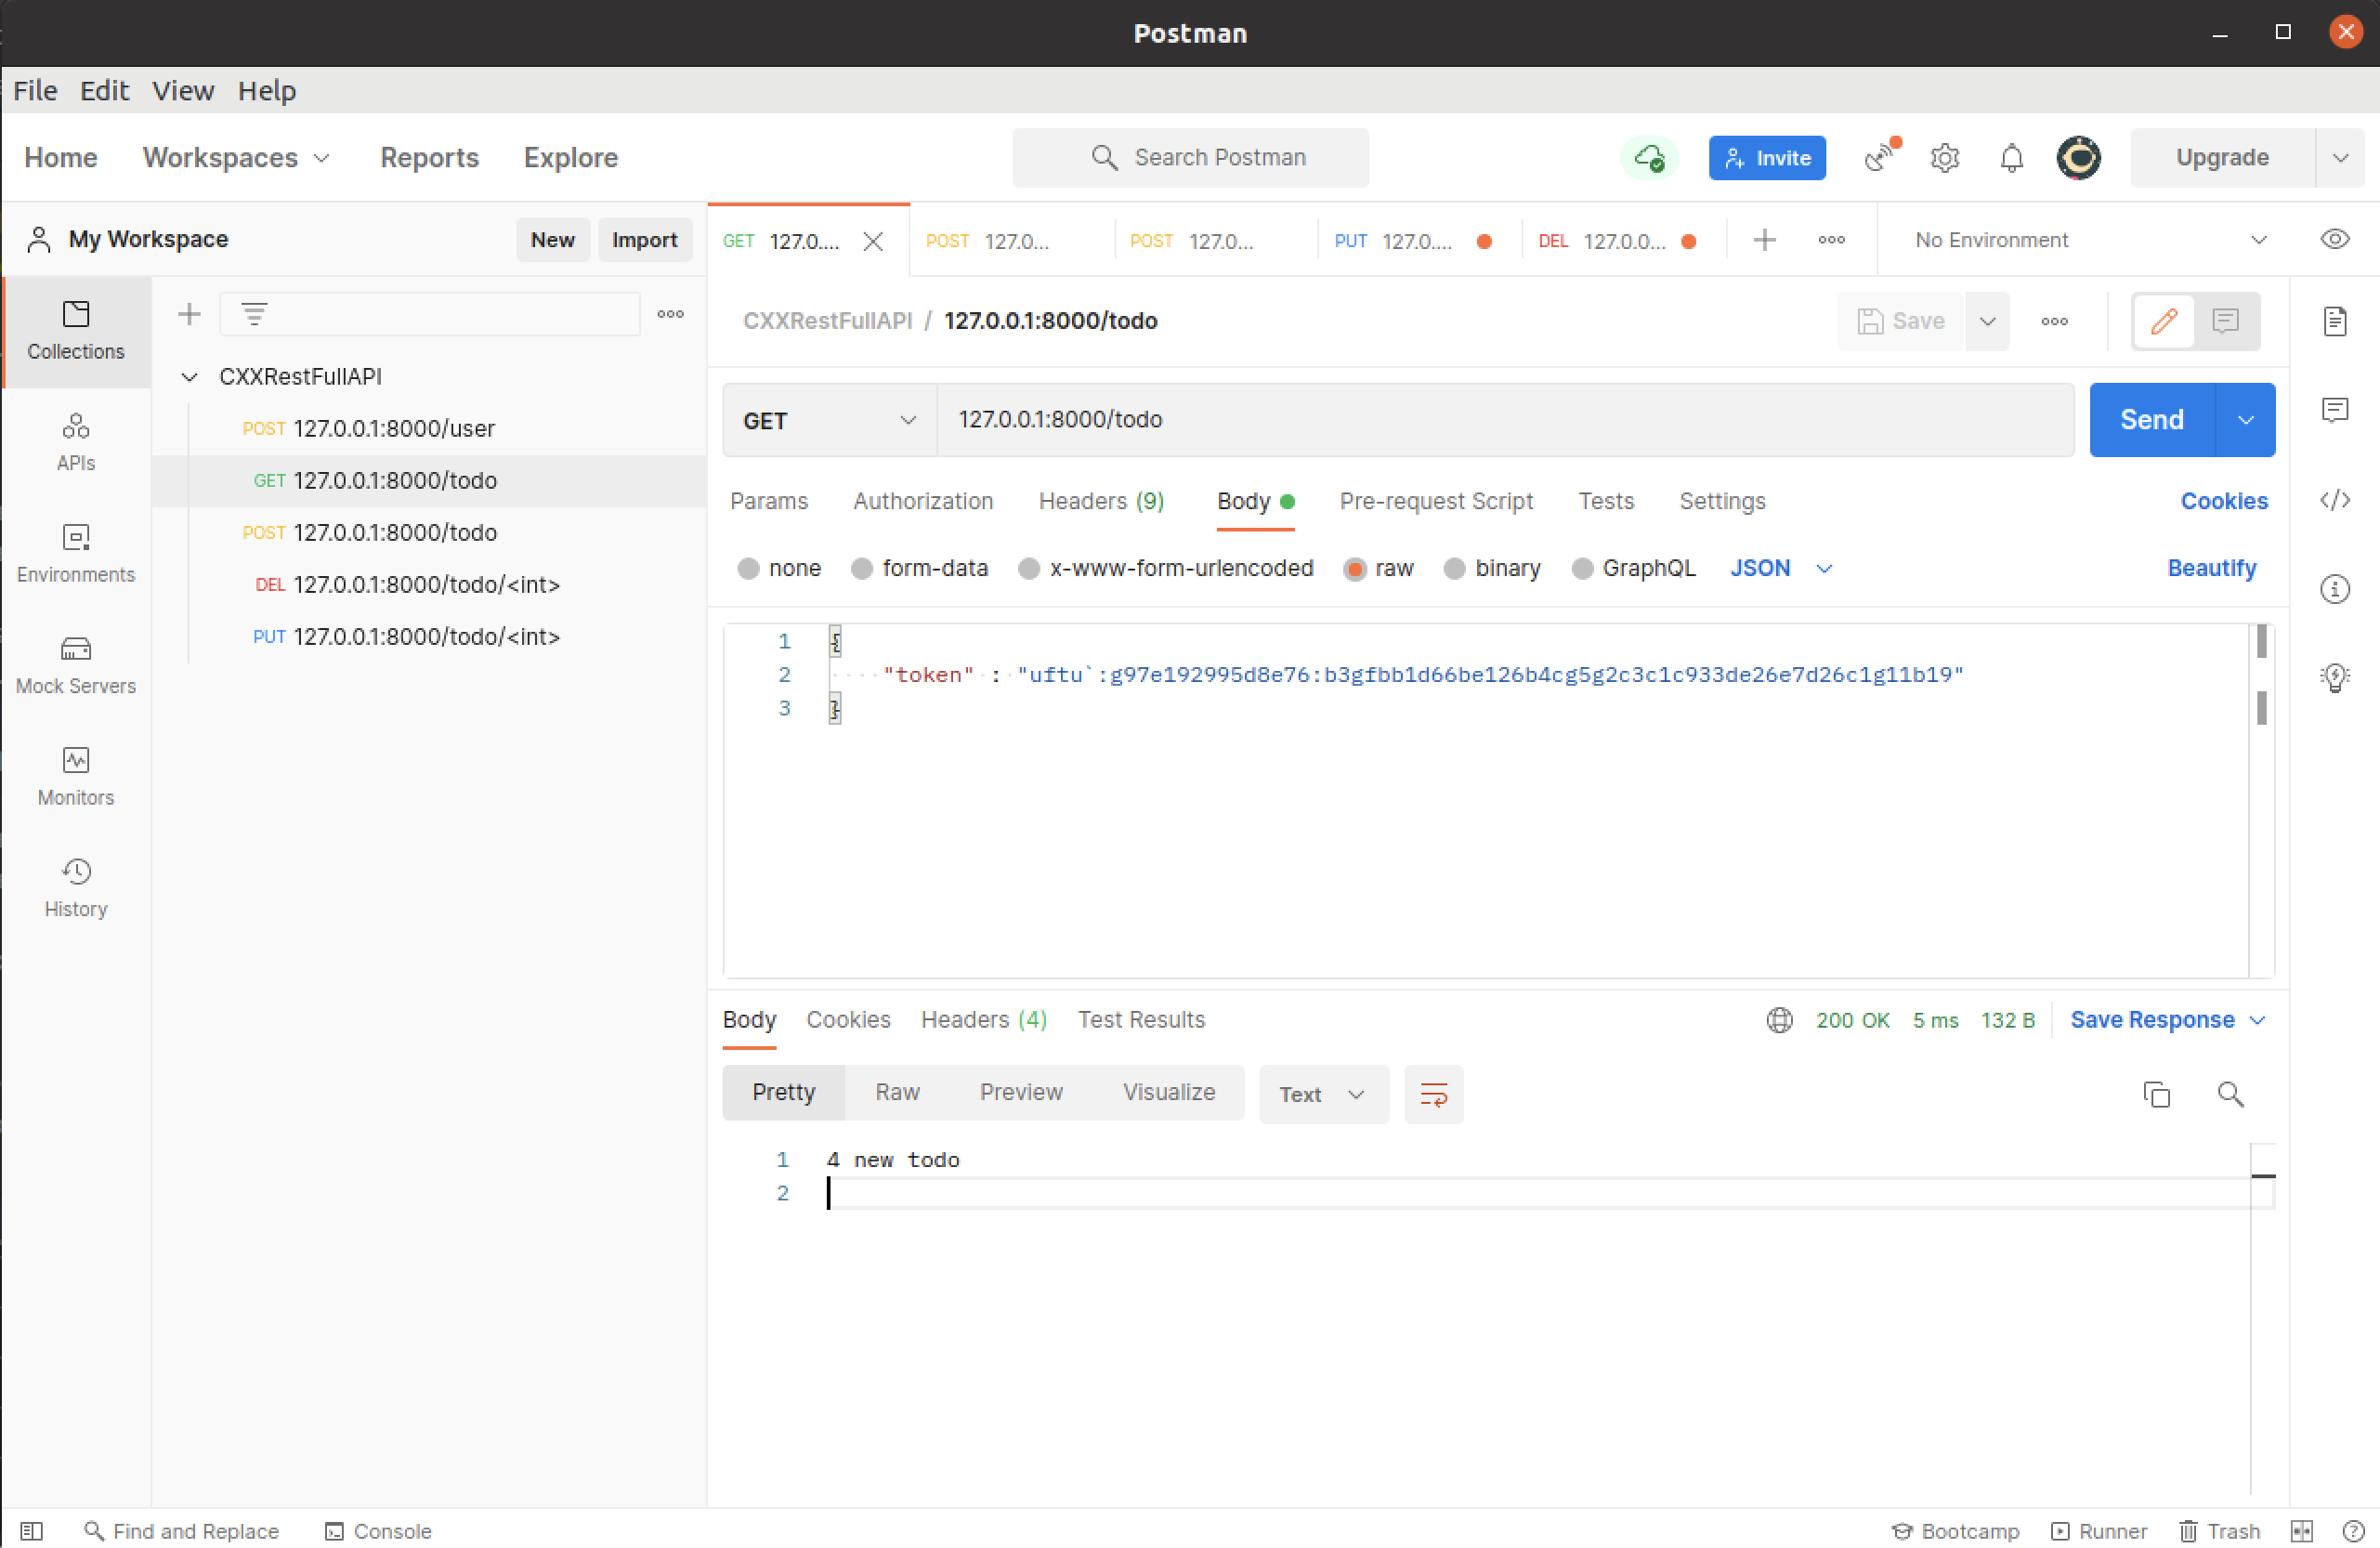 Postman
File Edit View Help
Home Workspaces Reports Explore Search Postman Invite Upgrade
My Workspace New Import GET 127.0.... POST 127.0... POST 127.0... PUT 127.0.... DEL 127.0.0... No Environment
Collections
APIs
Environments
Mock Servers
Monitors
History
CXXRestFullAPI
POST 127.0.0.1:8000/user
GET 127.0.0.1:8000/todo
POST 127.0.0.1:8000/todo
DEL 127.0.0.1:8000/todo/<int>
PUT 127.0.0.1:8000/todo/<int>
CXXRestFullAPI / 127.0.0.1:8000/todo Save
GET 127.0.0.1:8000/todo Send
Params Authorization Headers (9) Body Pre-request Script Tests Settings Cookies
none form-data x-www-form-urlencoded raw binary GraphQL JSON Beautify
1 {
2 "token" : "uftu`:g97e192995d8e76:b3gfbb1d66be126b4cg5g2c3c1c933de26e7d26c1g11b19"
3 }
Body Cookies Headers (4) Test Results 200 OK 5 ms 132 B Save Response
Pretty Raw Preview Visualize Text
1 4 new todo
2
Find and Replace Console Bootcamp Runner Trash